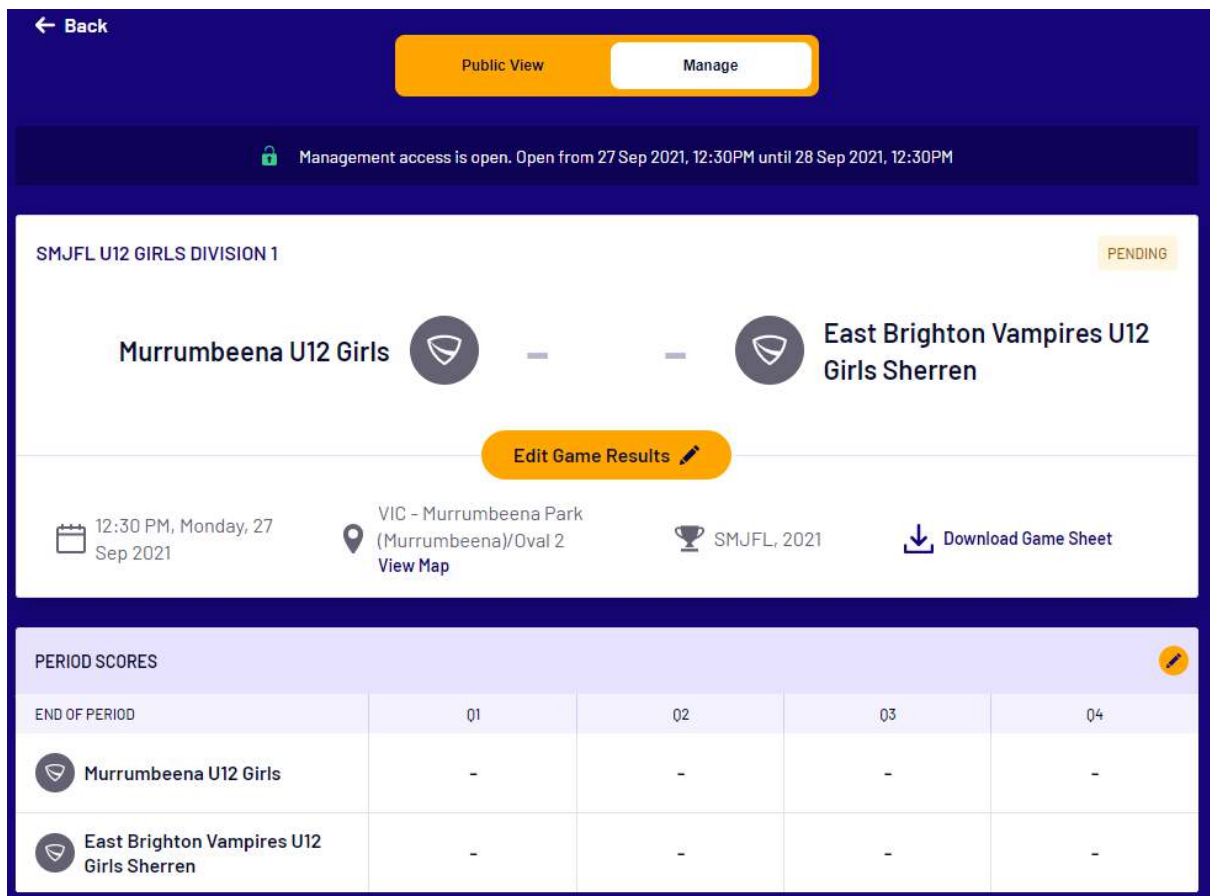 ← Back
Public View
Manage
Management access is open. Open from 27 Sep 2021, 12:30PM until 28 Sep 2021, 12:30PM
SMJFL U12 GIRLS DIVISION 1
PENDING
Murrumbeena U12 Girls
-
-
East Brighton Vampires U12
Girls Sherren
Edit Game Results
12:30 PM, Monday, 27
Sep 2021
VIC - Murrumbeena Park
(Murrumbeena)/Oval 2
View Map
SMJFL, 2021
Download Game Sheet
PERIOD SCORES
END OF PERIOD Q1 Q2 Q3 Q4
Murrumbeena U12 Girls - - - -
East Brighton Vampires U12
Girls Sherren - - - -